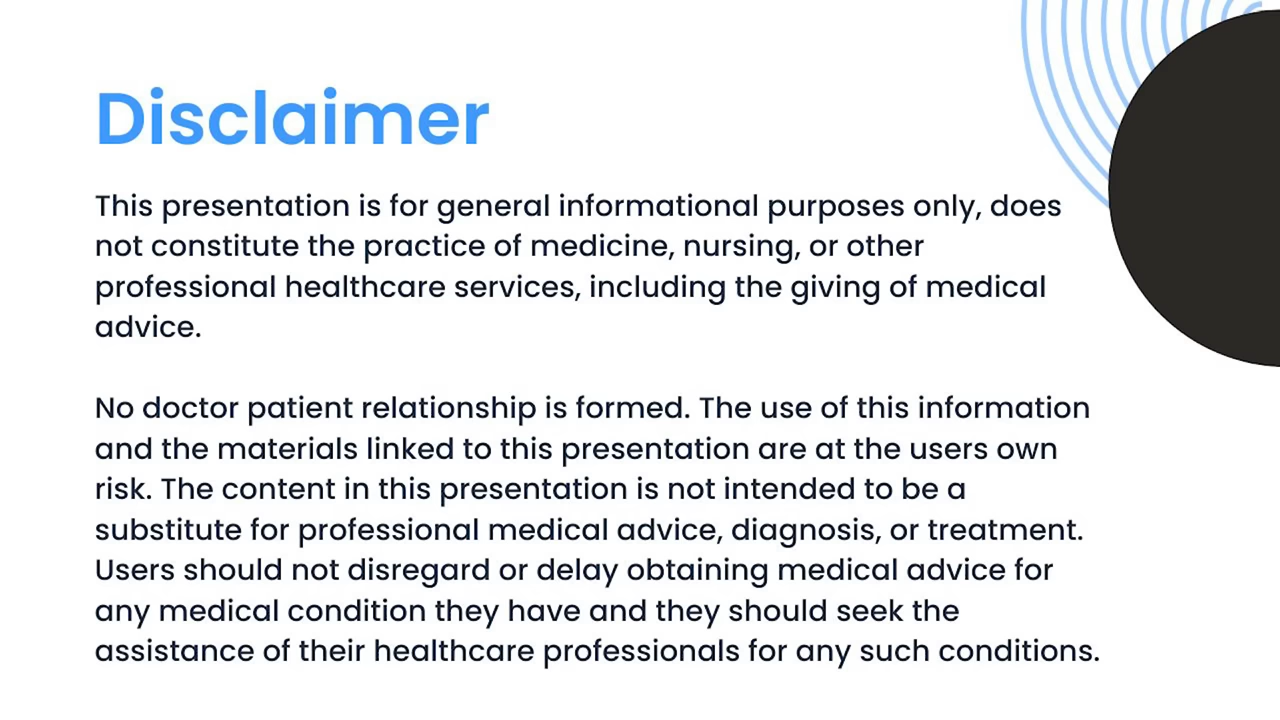 Disclaimer
This presentation is for general informational purposes only, does
not constitute the practice of medicine, nursing, or other
professional healthcare services, including the giving of medical
advice.
No doctor patient relationship is formed. The use of this information
and the materials linked to this presentation are at the users own
risk. The content in this presentation is not intended to be a
substitute for professional medical advice, diagnosis, or treatment.
Users should not disregard or delay obtaining medical advice for
any medical condition they have and they should seek the
assistance of their healthcare professionals for any such conditions.